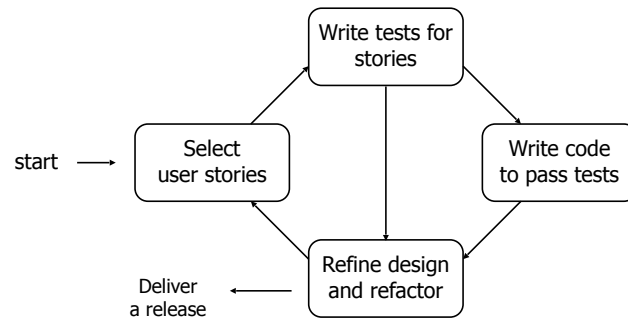 Write tests for
stories
start
Select
user stories
Write code
to pass tests
Refine design
and refactor
Deliver
a release